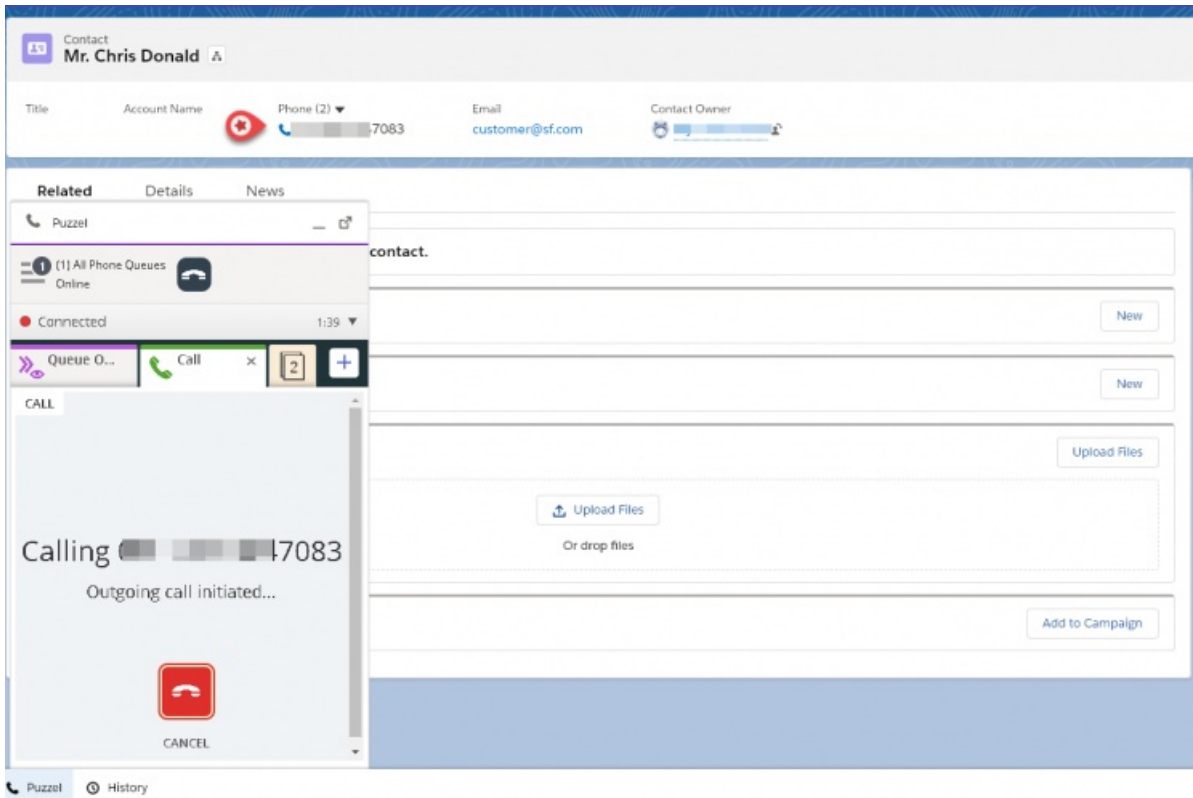 Contact
Mr. Chris Donald
Title Account Name Phone (2) Email Contact Owner
7083 customer@sf.com
Related Details News
Puzzel
contact.
1 (1) All Phone Queues
Online
New
Connected 1:39
Queue O... Call 2
New
CALL
Upload Files
Upload Files
Or drop files
Calling 47083
Outgoing call initiated...
Add to Campaign
CANCEL
Puzzel History